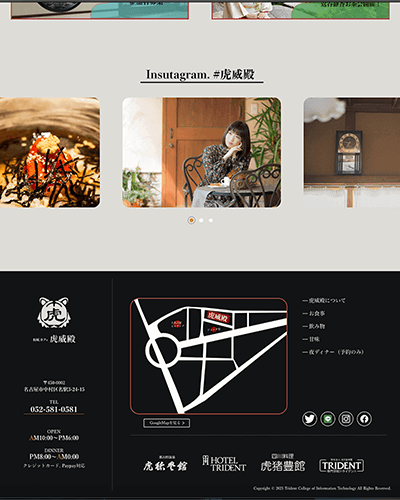 Insutagram. #虎威殿
虎
和風カフェ 虎威殿
〒450-0002
名古屋市中村区名駅3-24-15
TEL
052-581-0581
OPEN
AM10:00～PM6:00
DINNER
PM8:00～AM0:00
クレジットカード, Paypay対応
虎威殿
GoogleMapを見る
虎威殿について
お食事
飲み物
甘味
夜ディナー（予約のみ）
HOTEL
TRIDENT
虎猪豊館
TRIDENT
Copyright © 2023 Trident College of Information Technology All Rights Reserved.